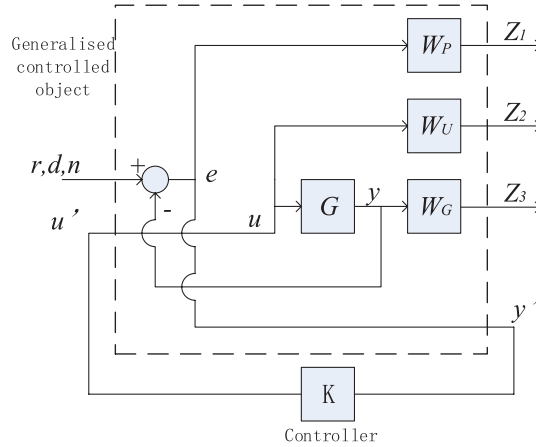 Generalised
controlled
object
W_P
Z_1
W_U
Z_2
r,d,n
+
e
-
u'
u
G
y
W_G
Z_3
y'
K
Controller